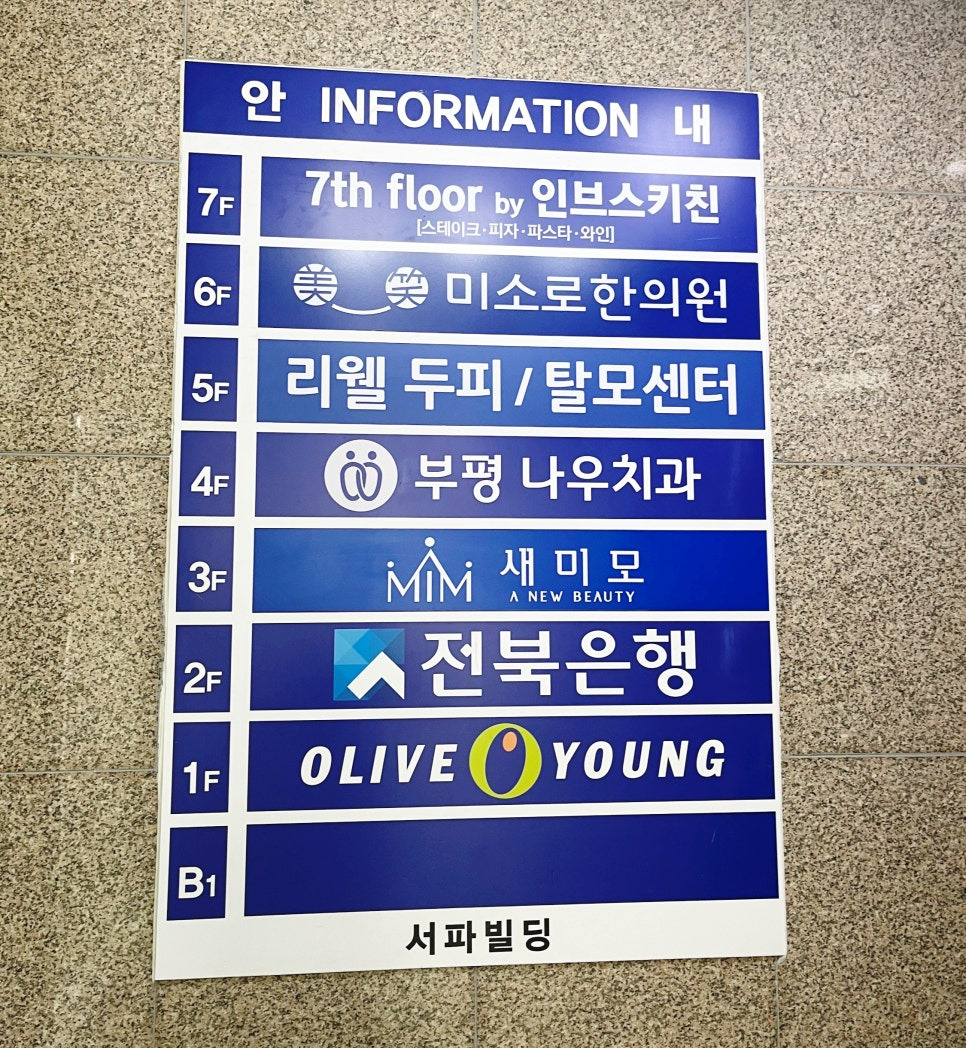 안 INFORMATION 내
7F 7th floor by 인브스키친
[스테이크·피자·파스타·와인]
6F 美 笑 미소로한의원
5F 리웰 두피 / 탈모센터
4F 부평 나우치과
3F MIM 새미모
A NEW BEAUTY
2F 전북은행
1F OLIVE YOUNG
B1
서파빌딩